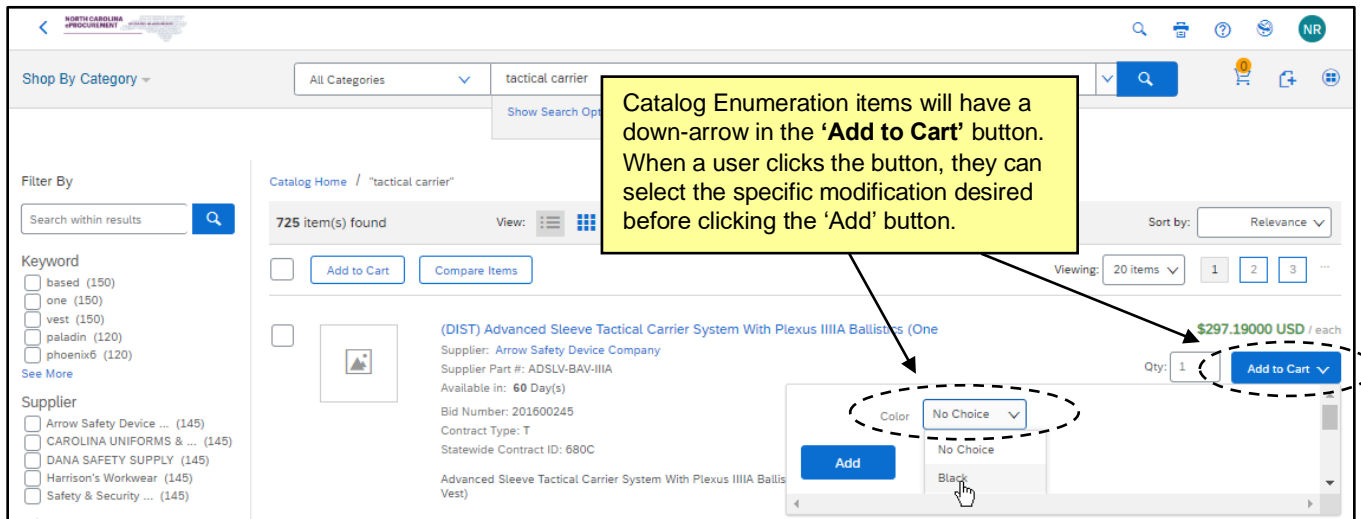 NORTH CAROLINA
ePROCUREMENT
NR
Shop By Category
All Categories
tactical carrier
0
Show Search Opt
Catalog Enumeration items will have a
down-arrow in the ‘Add to Cart’ button.
When a user clicks the button, they can
select the specific modification desired
before clicking the ‘Add’ button.
Filter By
Catalog Home / "tactical carrier"
Search within results
725 item(s) found
View:
Sort by:
Relevance
Keyword
based (150)
one (150)
vest (150)
paladin (120)
phoenix6 (120)
See More
Supplier
Arrow Safety Device ... (145)
CAROLINA UNIFORMS & ... (145)
DANA SAFETY SUPPLY (145)
Harrison's Workwear (145)
Safety & Security ... (145)
Add to Cart
Compare Items
Viewing:
20 items
1
2
3
...
(DIST) Advanced Sleeve Tactical Carrier System With Plexus IIIIA Ballistics (One
$297.19000 USD / each
Supplier: Arrow Safety Device Company
Supplier Part #: ADSLV-BAV-IIIA
Qty: 1
Add to Cart
Available in: 60 Day(s)
Bid Number: 201600245
Contract Type: T
Statewide Contract ID: 680C
Advanced Sleeve Tactical Carrier System With Plexus IIIIA Ballis
Vest)
Color
No Choice
No Choice
Black
Add